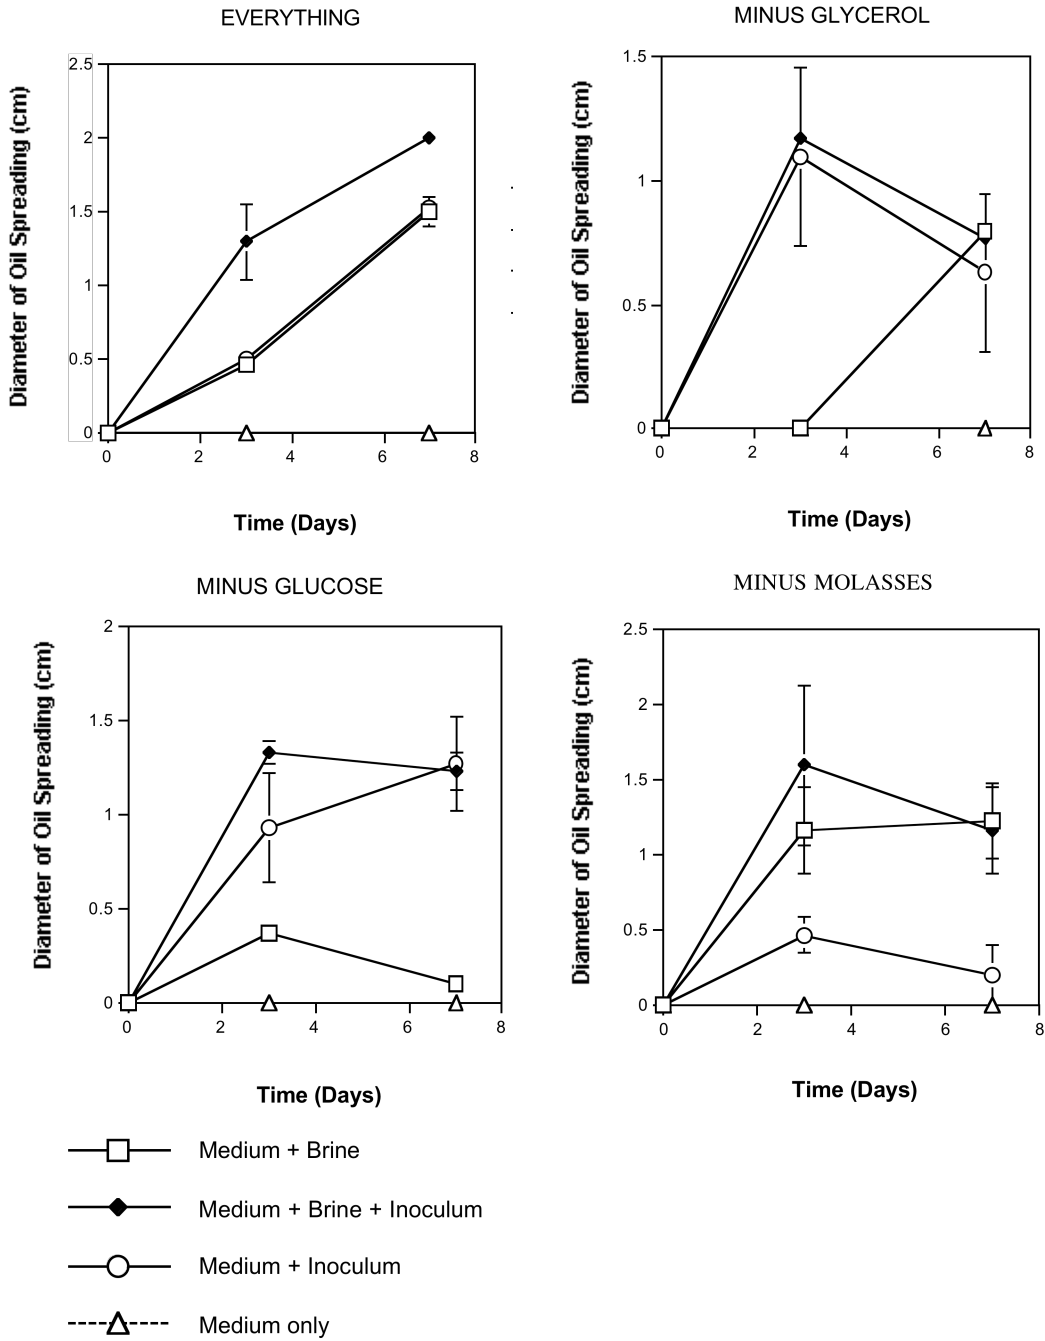 EVERYTHING
Diameter of Oil Spreading (cm)
2.5
2
1.5
1
0.5
0
0 2 4 6 8
Time (Days)
MINUS GLYCEROL
Diameter of Oil Spreading (cm)
1.5
1
0.5
0
0 2 4 6 8
Time (Days)
MINUS GLUCOSE
Diameter of Oil Spreading (cm)
2
1.5
1
0.5
0
0 2 4 6 8
Time (Days)
MINUS MOLASSES
Diameter of Oil Spreading (cm)
2.5
2
1.5
1
0.5
0
0 2 4 6 8
Time (Days)
Medium + Brine
Medium + Brine + Inoculum
Medium + Inoculum
Medium only